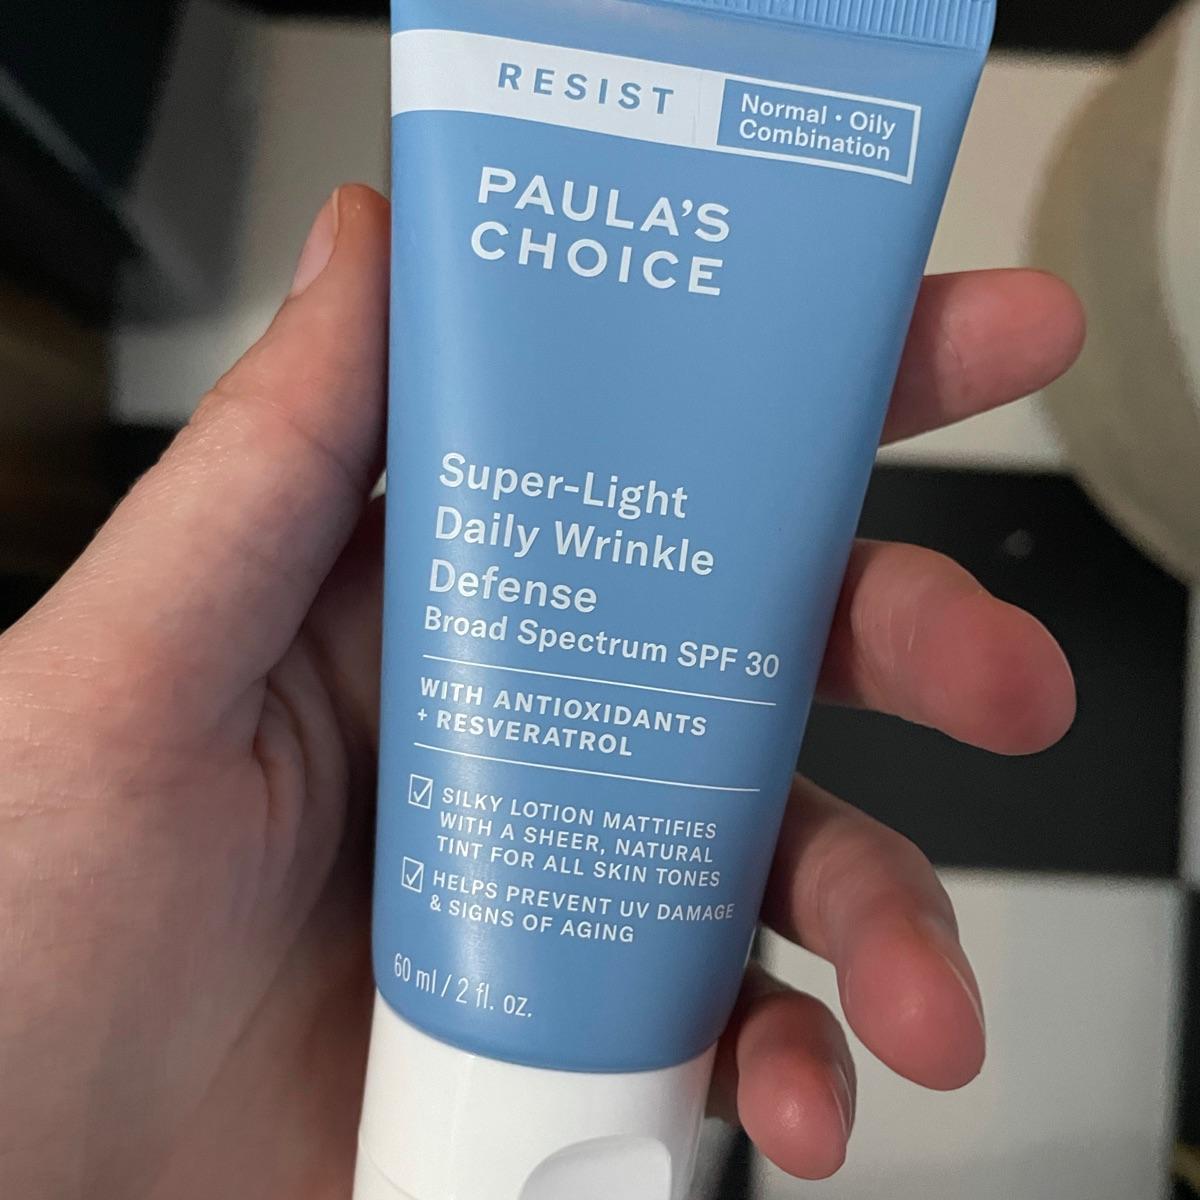 RESIST
Normal • Oily
Combination
PAULA'S
CHOICE
Super-Light
Daily Wrinkle
Defense
Broad Spectrum SPF 30
WITH ANTIOXIDANTS
+ RESVERATROL
SILKY LOTION MATTIFIES
WITH A SHEER, NATURAL
TINT FOR ALL SKIN TONES
HELPS PREVENT UV DAMAGE
& SIGNS OF AGING
60 ml / 2 fl. oz.